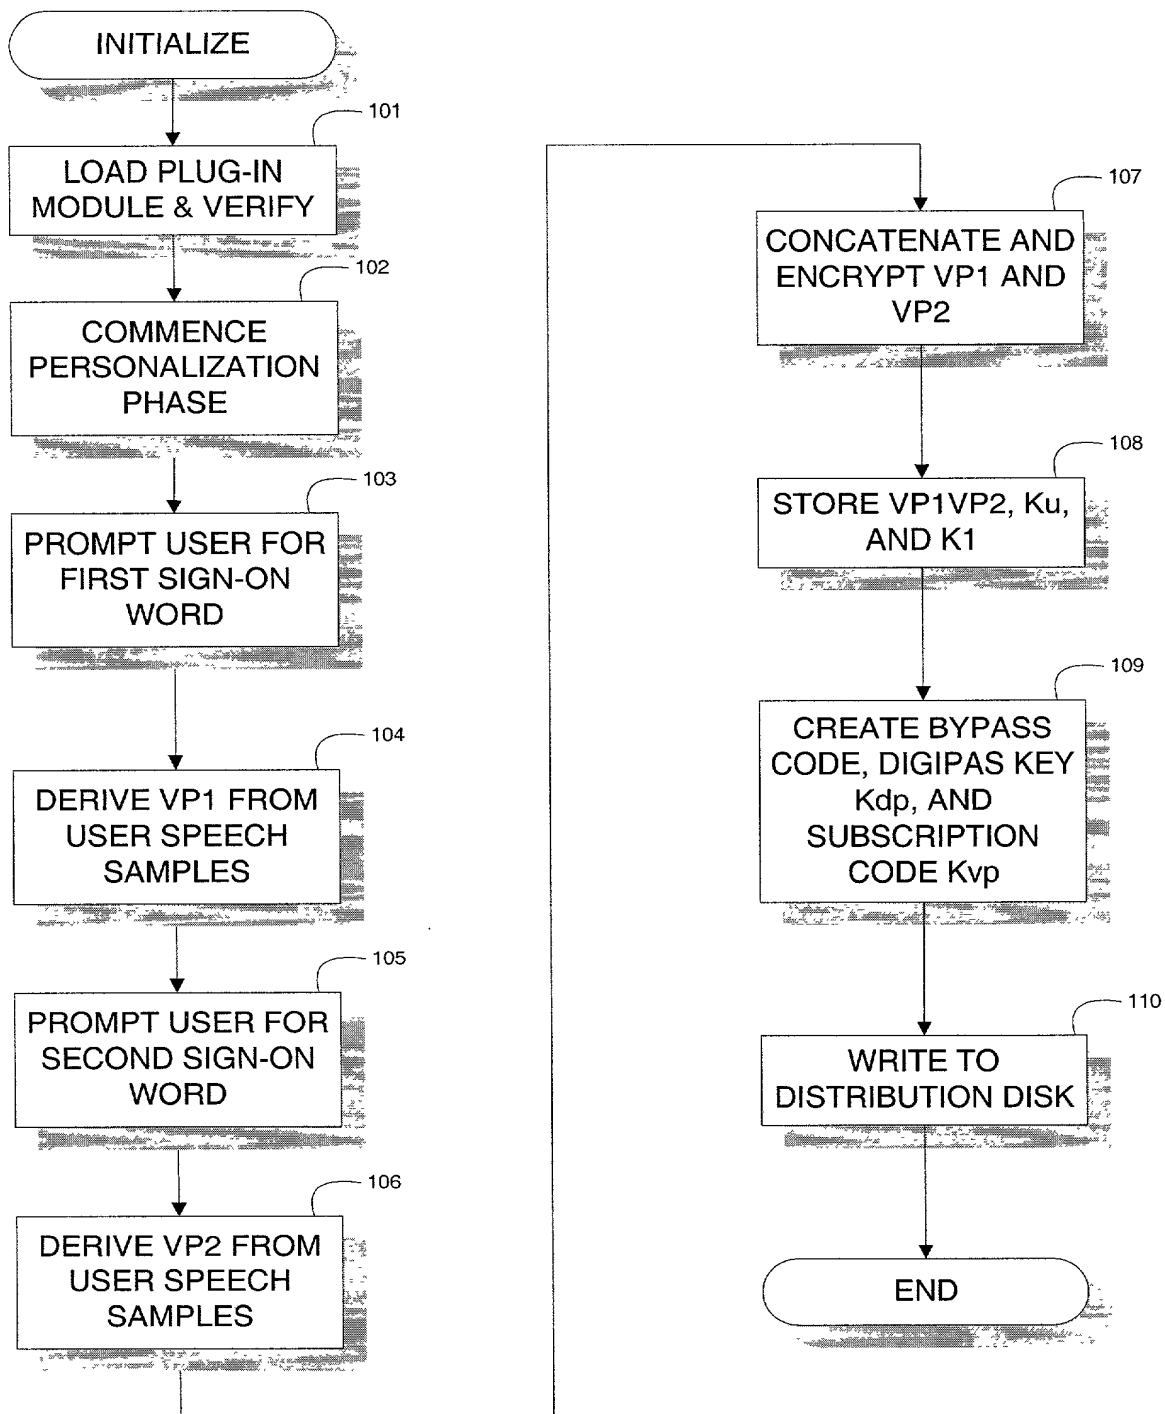 INITIALIZE
101
LOAD PLUG-IN
MODULE & VERIFY
102
COMMENCE
PERSONALIZATION
PHASE
103
PROMPT USER FOR
FIRST SIGN-ON
WORD
104
DERIVE VP1 FROM
USER SPEECH
SAMPLES
105
PROMPT USER FOR
SECOND SIGN-ON
WORD
106
DERIVE VP2 FROM
USER SPEECH
SAMPLES
107
CONCATENATE AND
ENCRYPT VP1 AND
VP2
108
STORE VP1VP2, Ku,
AND K1
109
CREATE BYPASS
CODE, DIGIPAS KEY
Kdp, AND
SUBSCRIPTION
CODE Kvp
110
WRITE TO
DISTRIBUTION DISK
END